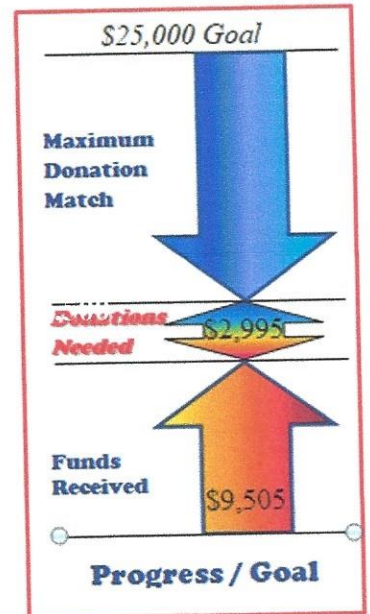 $25,000 Goal
Maximum
Donation
Match
Donations
Needed
$2,995
Funds
Received
$9,505
Progress / Goal